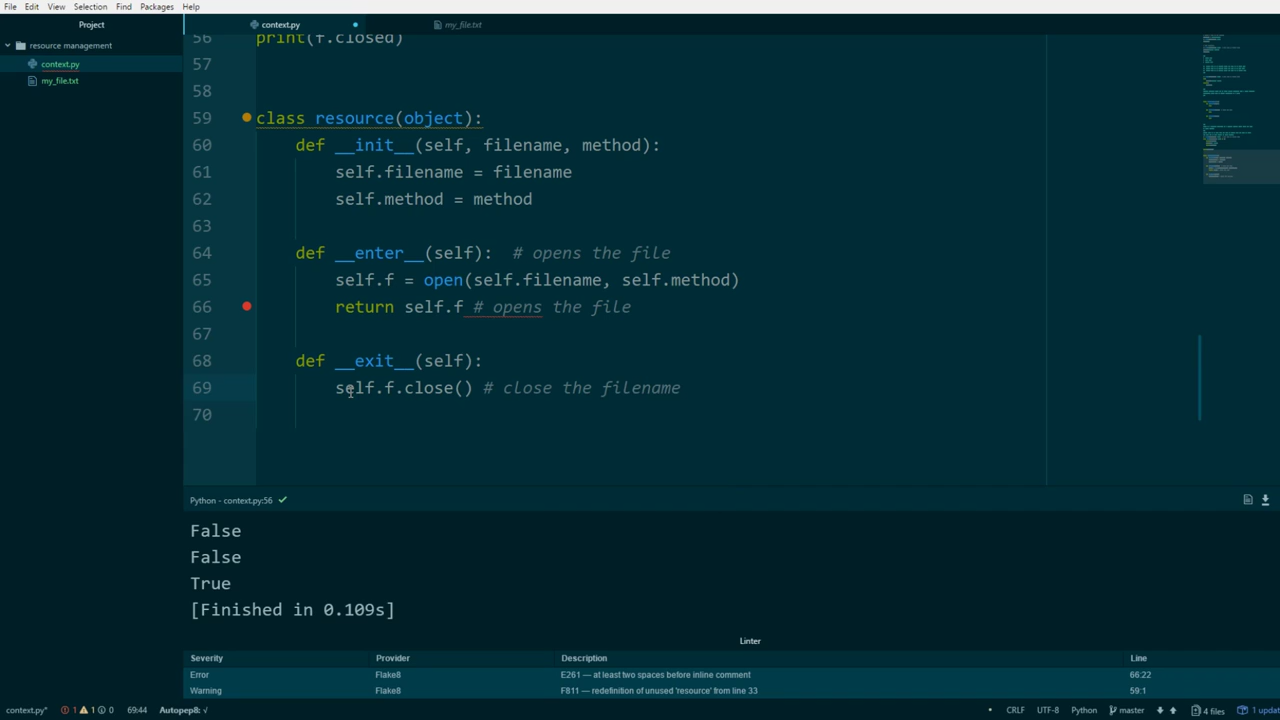 File Edit View Selection Find Packages Help
Project
context.py
my_file.txt
resource management
context.py
my_file.txt
56 print(f.closed)
57
58
59 class resource(object):
60 def __init__(self, filename, method):
61 self.filename = filename
62 self.method = method
63
64 def __enter__(self):  # opens the file
65 self.f = open(self.filename, self.method)
66 return self.f # opens the file
67
68 def __exit__(self):
69 self.f.close() # close the filename
70
Python - context.py:56
False
False
True
[Finished in 0.109s]
Linter
Severity Provider Description Line
Error Flake8 E261 — at least two spaces before inline comment 66:22
Warning Flake8 F811 — redefinition of unused 'resource' from line 33 59:1
context.py* 1 1 0 69:44 Autopep8: √ CRLF UTF-8 Python master 4 files 1 updat